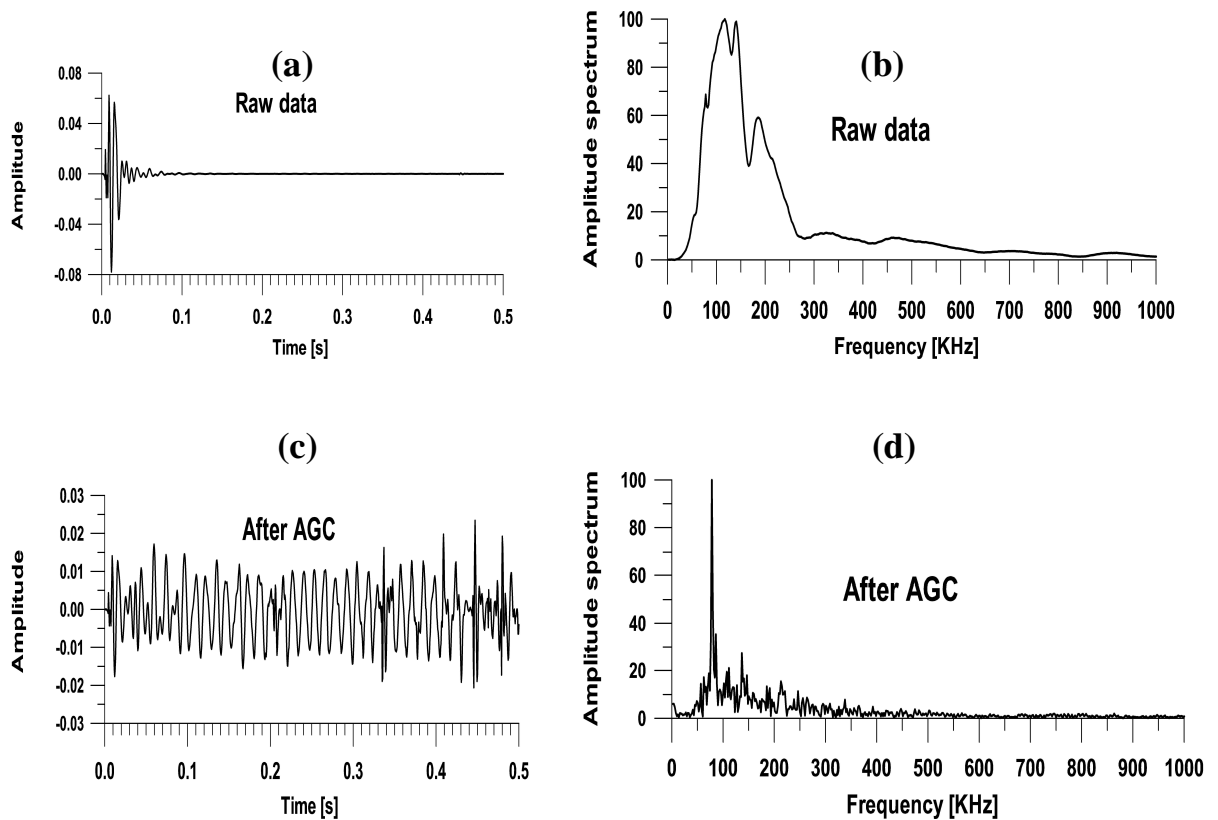 (a)
Raw data
Amplitude
0.08
0.04
0.00
-0.04
-0.08
0.0 0.1 0.2 0.3 0.4 0.5
Time [s]
(b)
Raw data
Amplitude spectrum
100
80
60
40
20
0
0 100 200 300 400 500 600 700 800 900 1000
Frequency [KHz]
(c)
After AGC
Amplitude
0.03
0.02
0.01
0.00
-0.01
-0.02
-0.03
0.0 0.1 0.2 0.3 0.4 0.5
Time [s]
(d)
After AGC
Amplitude spectrum
100
80
60
40
20
0
0 100 200 300 400 500 600 700 800 900 1000
Frequency [KHz]